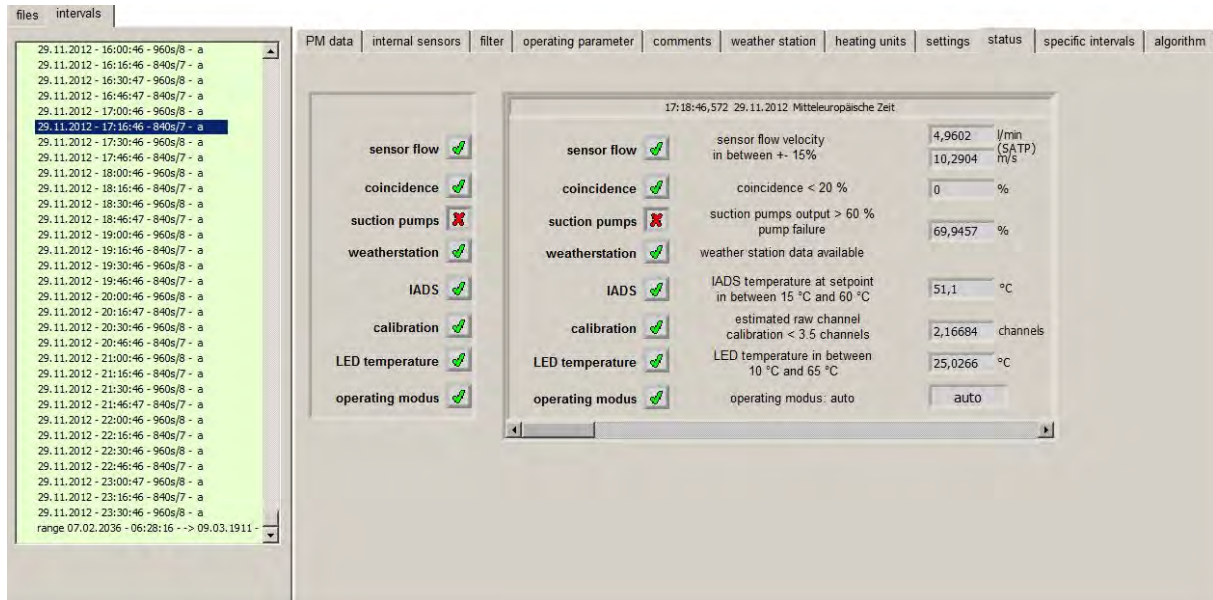 files intervals
29.11.2012 - 16:00:46 - 960s/8 - a
29.11.2012 - 16:16:46 - 840s/7 - a
29.11.2012 - 16:30:47 - 960s/8 - a
29.11.2012 - 16:46:47 - 840s/7 - a
29.11.2012 - 17:00:46 - 960s/8 - a
29.11.2012 - 17:16:46 - 840s/7 - a
29.11.2012 - 17:30:46 - 960s/8 - a
29.11.2012 - 17:46:46 - 840s/7 - a
29.11.2012 - 18:00:46 - 960s/8 - a
29.11.2012 - 18:16:46 - 840s/7 - a
29.11.2012 - 18:30:46 - 960s/8 - a
29.11.2012 - 18:46:47 - 840s/7 - a
29.11.2012 - 19:00:46 - 960s/8 - a
29.11.2012 - 19:16:46 - 840s/7 - a
29.11.2012 - 19:30:46 - 960s/8 - a
29.11.2012 - 19:46:46 - 840s/7 - a
29.11.2012 - 20:00:46 - 960s/8 - a
29.11.2012 - 20:16:47 - 840s/7 - a
29.11.2012 - 20:30:46 - 960s/8 - a
29.11.2012 - 20:46:46 - 840s/7 - a
29.11.2012 - 21:00:46 - 960s/8 - a
29.11.2012 - 21:16:46 - 840s/7 - a
29.11.2012 - 21:30:46 - 960s/8 - a
29.11.2012 - 21:46:47 - 840s/7 - a
29.11.2012 - 22:00:46 - 960s/8 - a
29.11.2012 - 22:16:46 - 840s/7 - a
29.11.2012 - 22:30:46 - 960s/8 - a
29.11.2012 - 22:46:46 - 840s/7 - a
29.11.2012 - 23:00:47 - 960s/8 - a
29.11.2012 - 23:16:46 - 840s/7 - a
29.11.2012 - 23:30:46 - 960s/8 - a
range 07.02.2036 - 06:28:16 --> 09.03.1911 -
PM data internal sensors filter operating parameter comments weather station heating units settings status specific intervals algorithm
sensor flow
coincidence
suction pumps
weatherstation
IADS
calibration
LED temperature
operating modus
17:18:46,572 29.11.2012 Mitteleuropäische Zeit
sensor flow
sensor flow velocity
in between +- 15%
4,9602 l/min
(SATP)
10,2904 m/s
coincidence coincidence < 20 % 0 %
suction pumps
suction pumps output > 60 %
pump failure
69,9457 %
weatherstation weather station data available
IADS
IADS temperature at setpoint
in between 15 °C and 60 °C
51,1 °C
calibration
estimated raw channel
calibration < 3.5 channels
2,16684 channels
LED temperature
LED temperature in between
10 °C and 65 °C
25,0266 °C
operating modus operating modus: auto auto